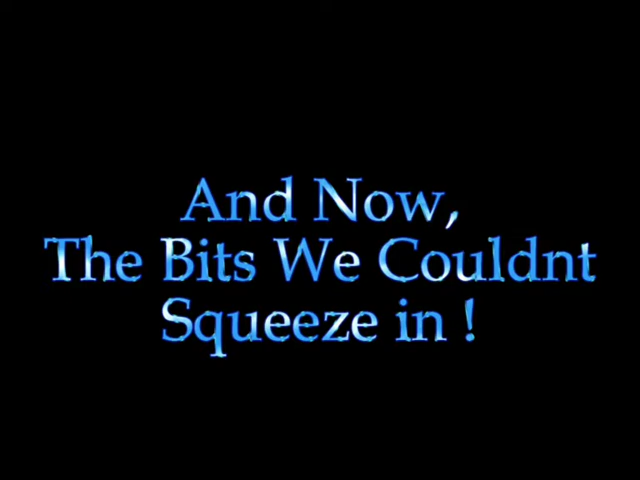 And Now,
The Bits We Couldnt
Squeeze in !